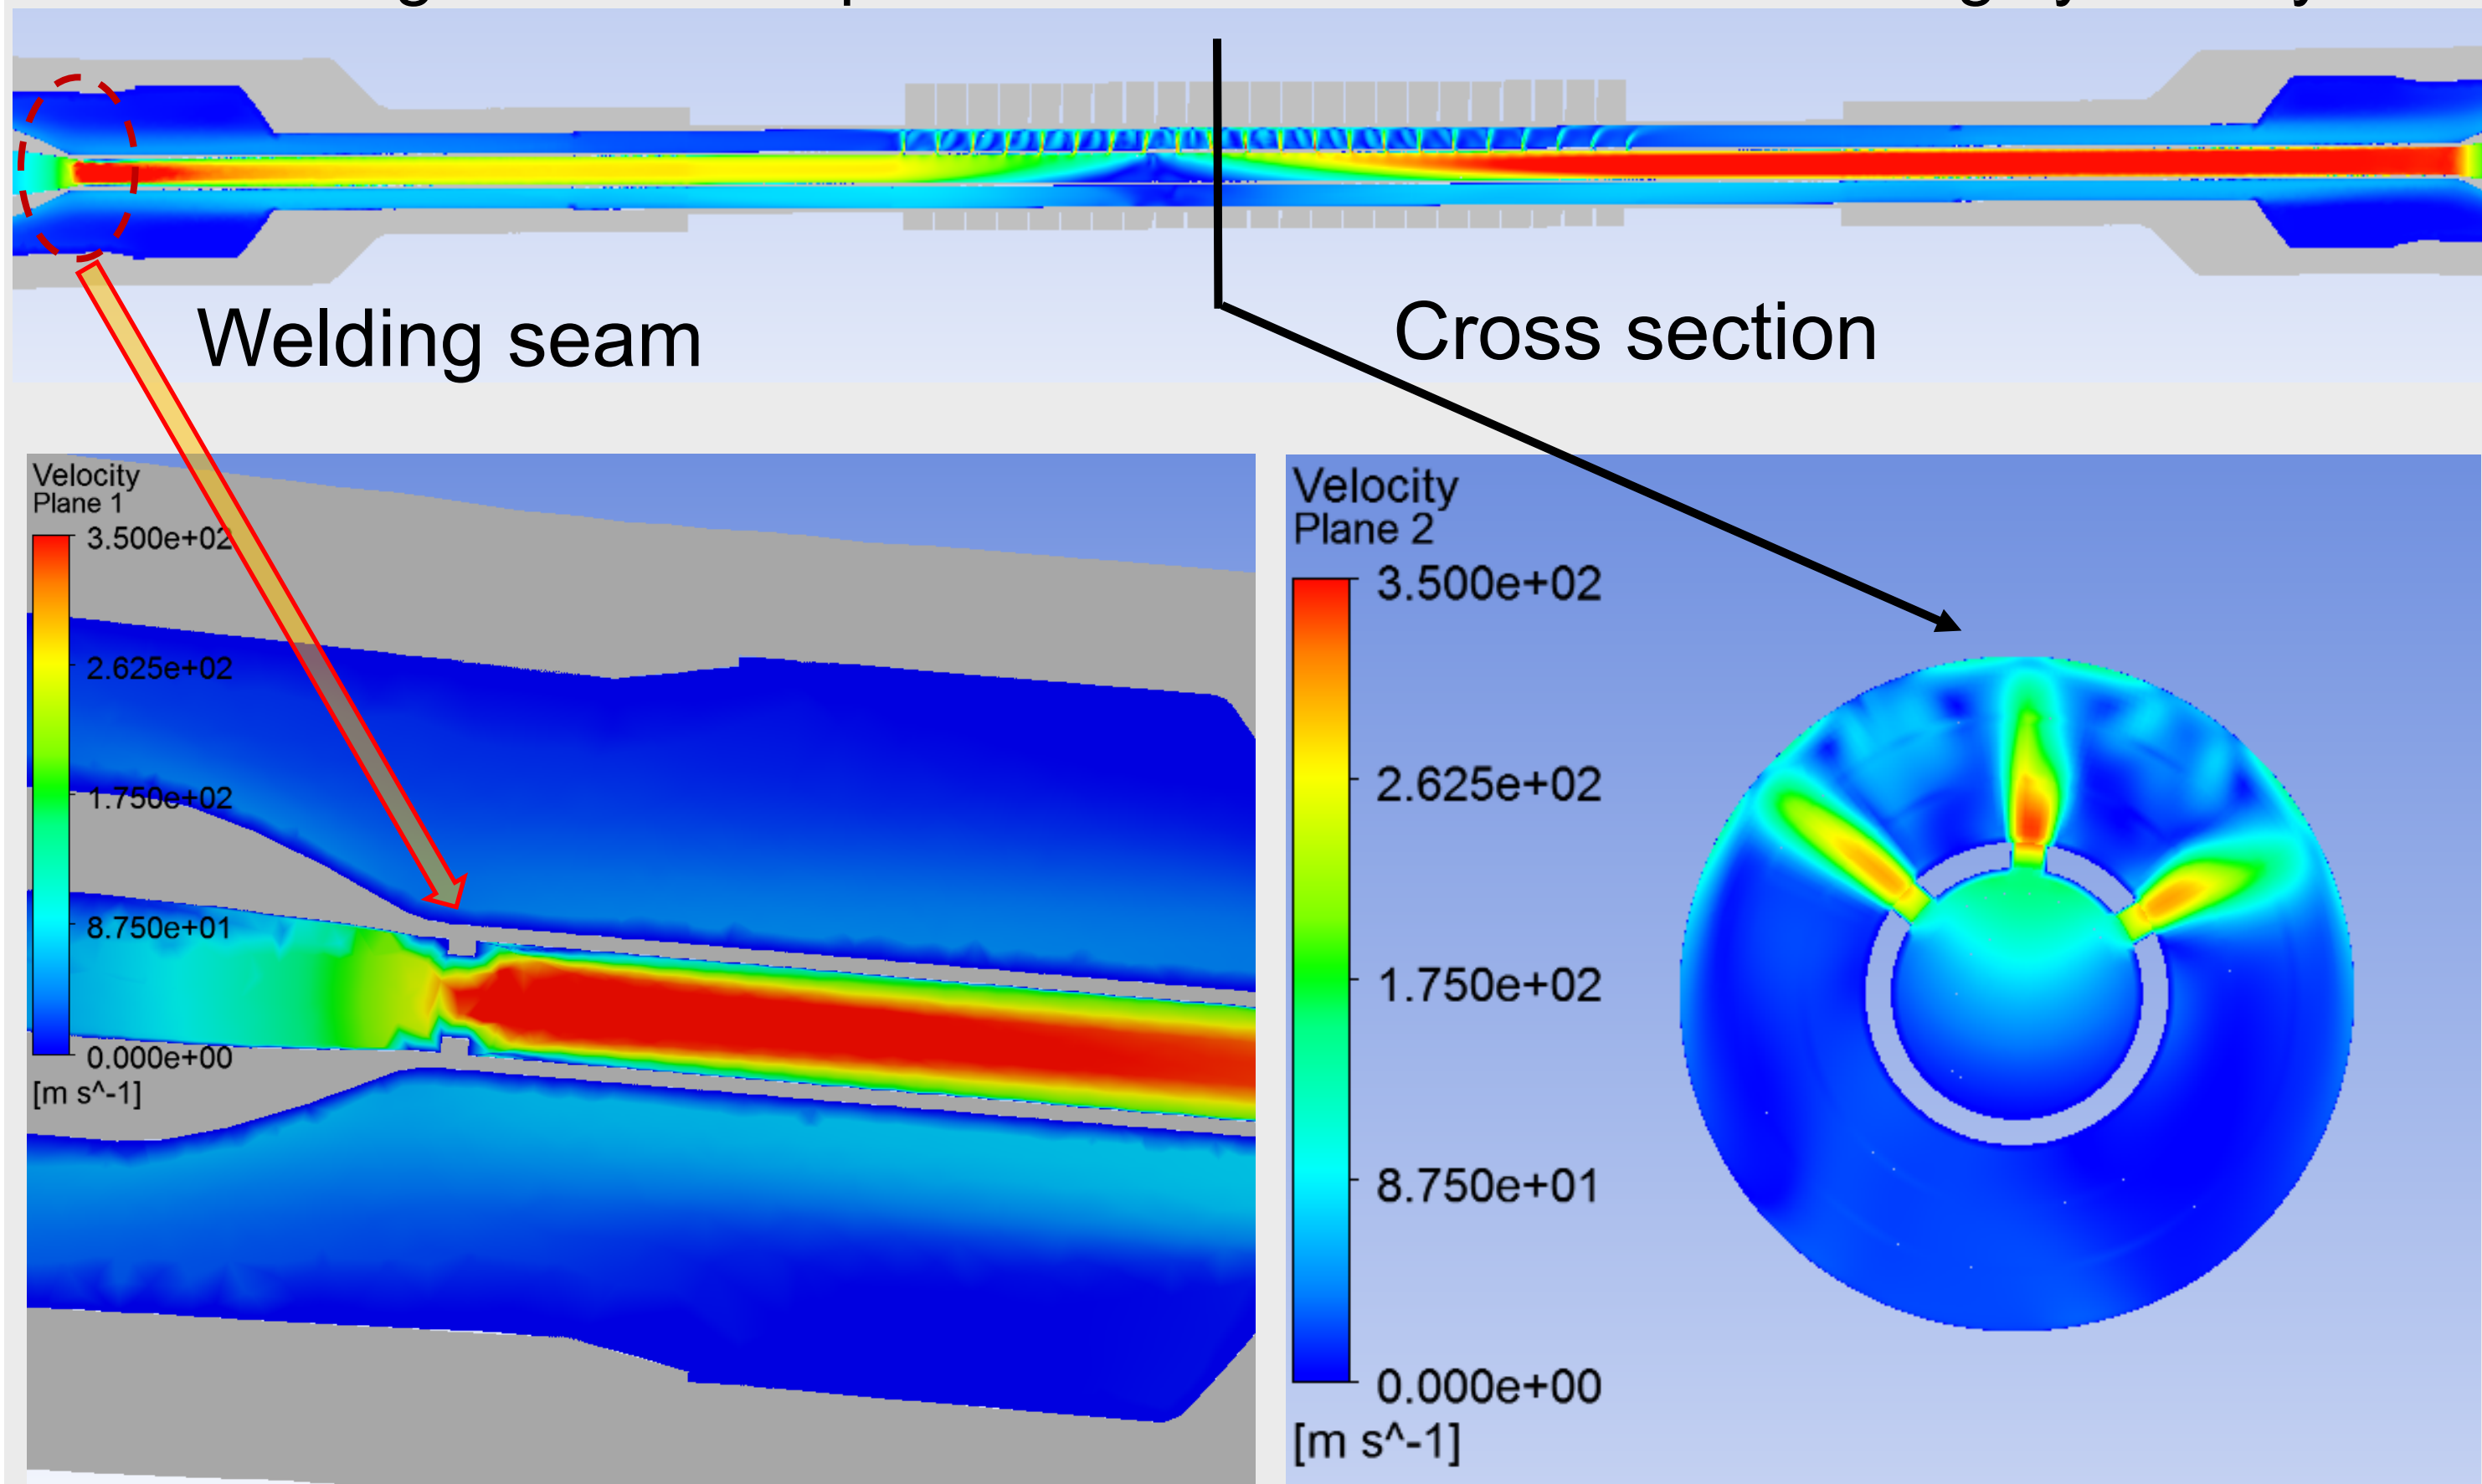 Welding seam
Cross section
Velocity
Plane 1
3.500e+02
2.625e+02
1.750e+02
8.750e+01
0.000e+00
[m s^-1]
Velocity
Plane 2
3.500e+02
2.625e+02
1.750e+02
8.750e+01
0.000e+00
[m s^-1]